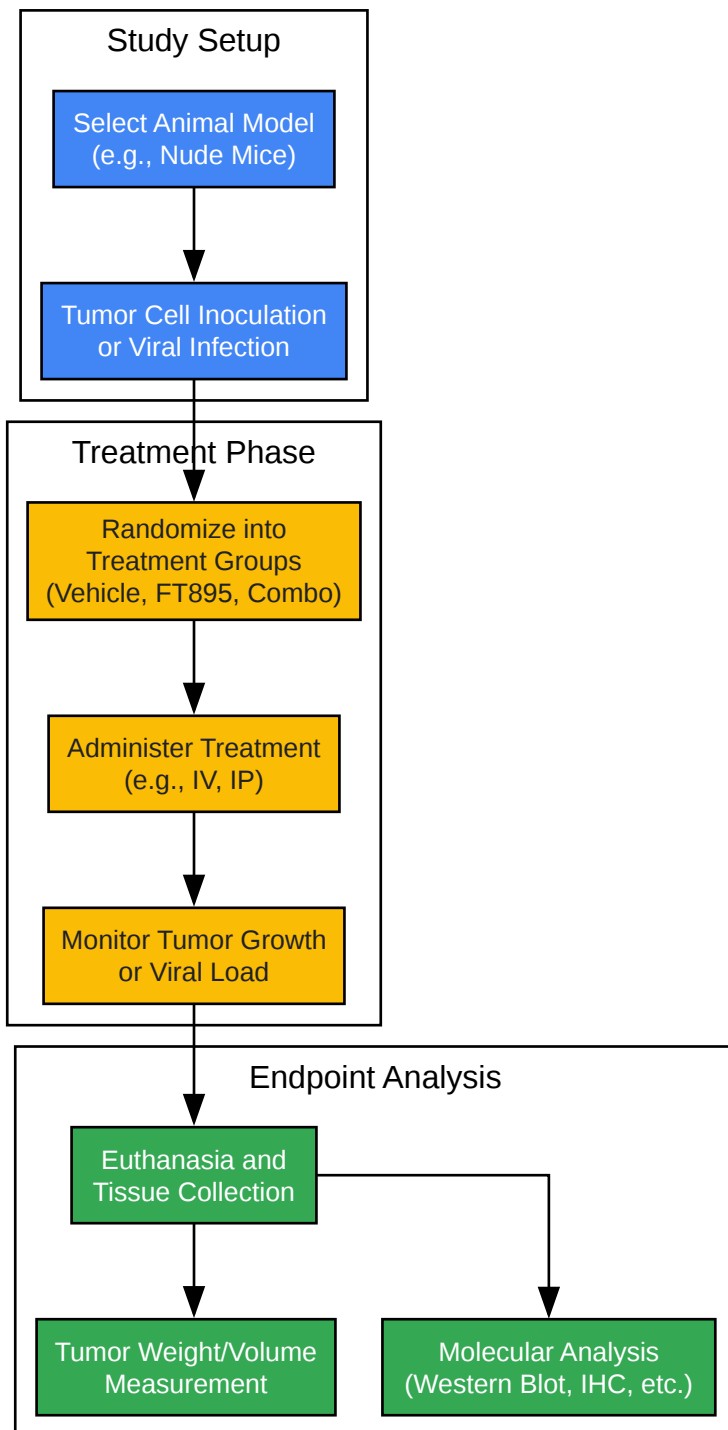 Study Setup
Select Animal Model
(e.g., Nude Mice)
Tumor Cell Inoculation
or Viral Infection
Treatment Phase
Randomize into
Treatment Groups
(Vehicle, FT895, Combo)
Administer Treatment
(e.g., IV, IP)
Monitor Tumor Growth
or Viral Load
Endpoint Analysis
Euthanasia and
Tissue Collection
Tumor Weight/Volume
Measurement
Molecular Analysis
(Western Blot, IHC, etc.)